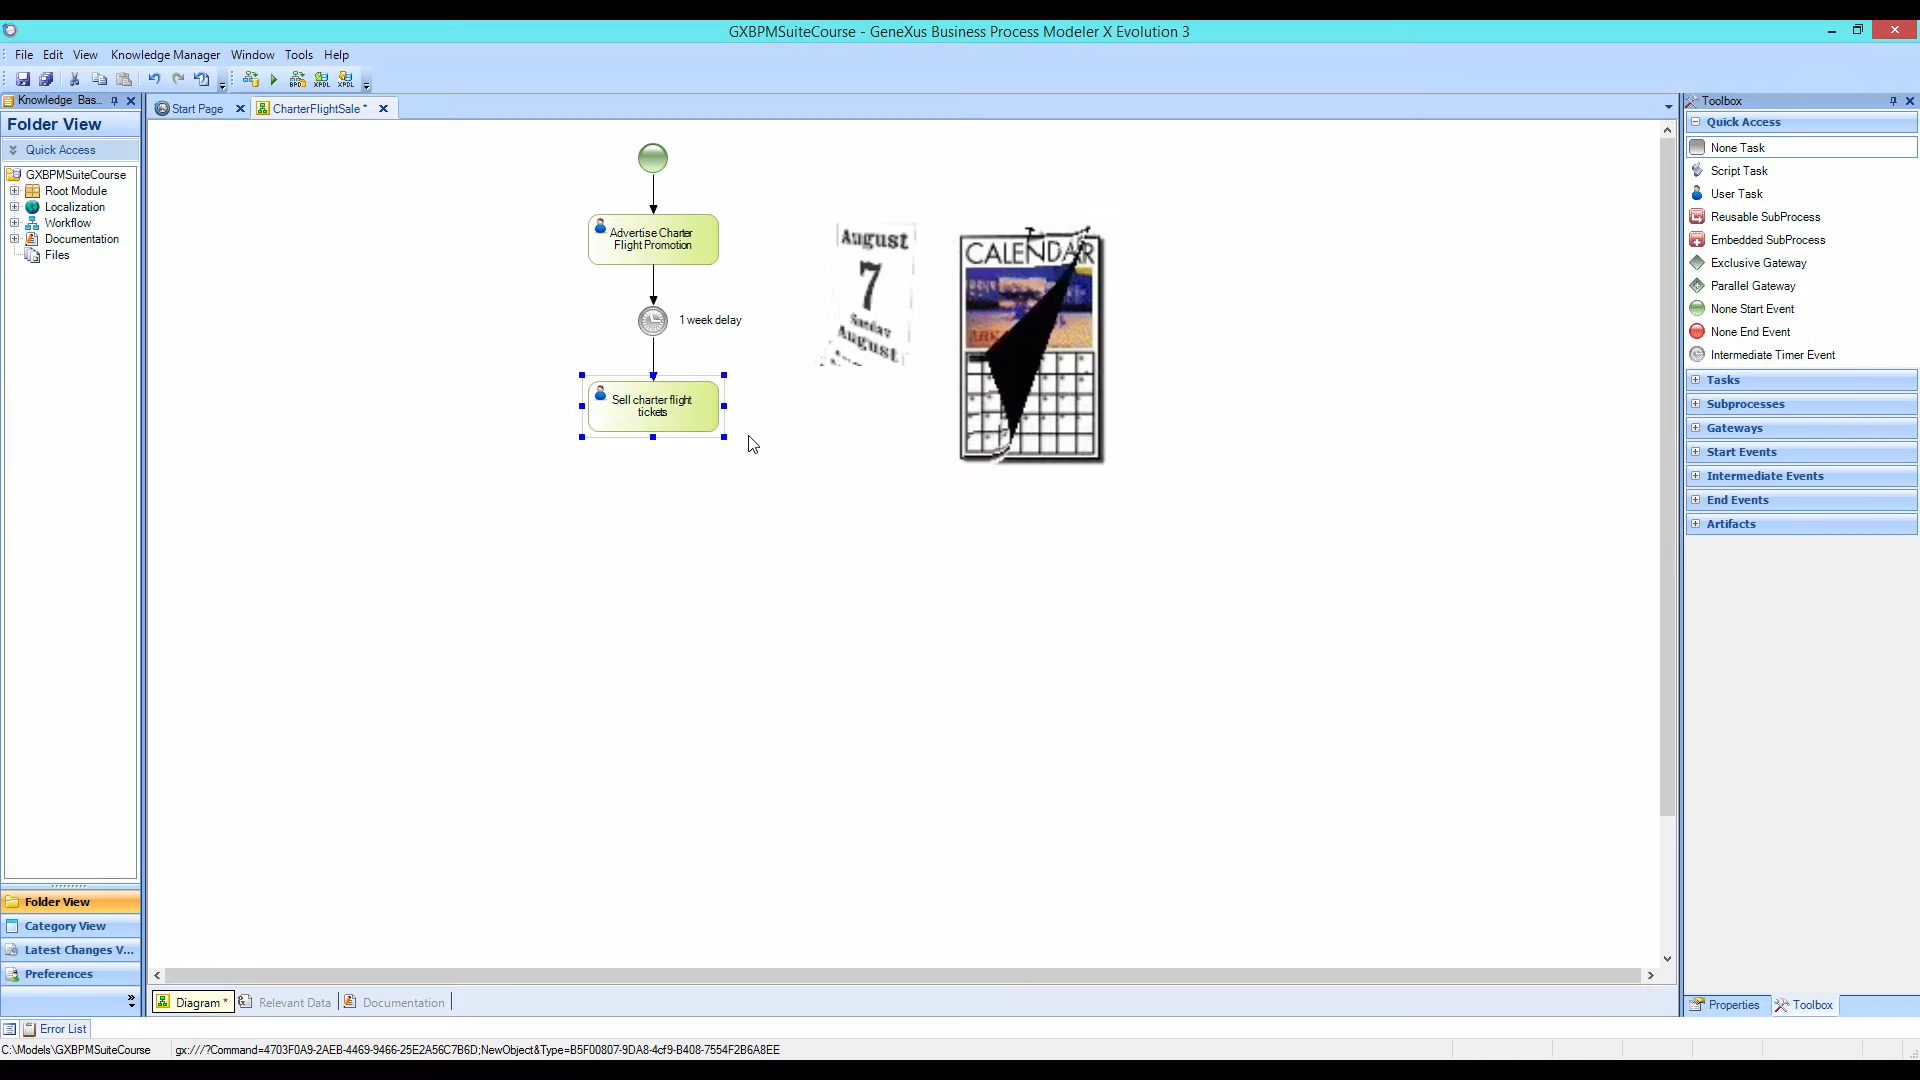 GXBPMSuiteCourse - GeneXus Business Process Modeler X Evolution 3
File Edit View Knowledge Manager Window Tools Help
Knowledge Bas...
Folder View
Quick Access
GXBPMSuiteCourse
Root Module
Localization
Workflow
Documentation
Files
Folder View
Category View
Latest Changes V...
Preferences
Start Page
CharterFlightSale *
Advertise Charter
Flight Promotion
1 week delay
Sell charter flight
tickets
August
7
Sunday
August
CALENDAR
Diagram *
Relevant Data
Documentation
Toolbox
Quick Access
None Task
Script Task
User Task
Reusable SubProcess
Embedded SubProcess
Exclusive Gateway
Parallel Gateway
None Start Event
None End Event
Intermediate Timer Event
Tasks
Subprocesses
Gateways
Start Events
Intermediate Events
End Events
Artifacts
Properties
Toolbox
Error List
C:\Models\GXBPMSuiteCourse
gx:///?Command=4703F0A9-2AEB-4469-9466-25E2A56C7B6D;NewObject&Type=B5F00807-9DA8-4cf9-B408-7554F2B6A8EE